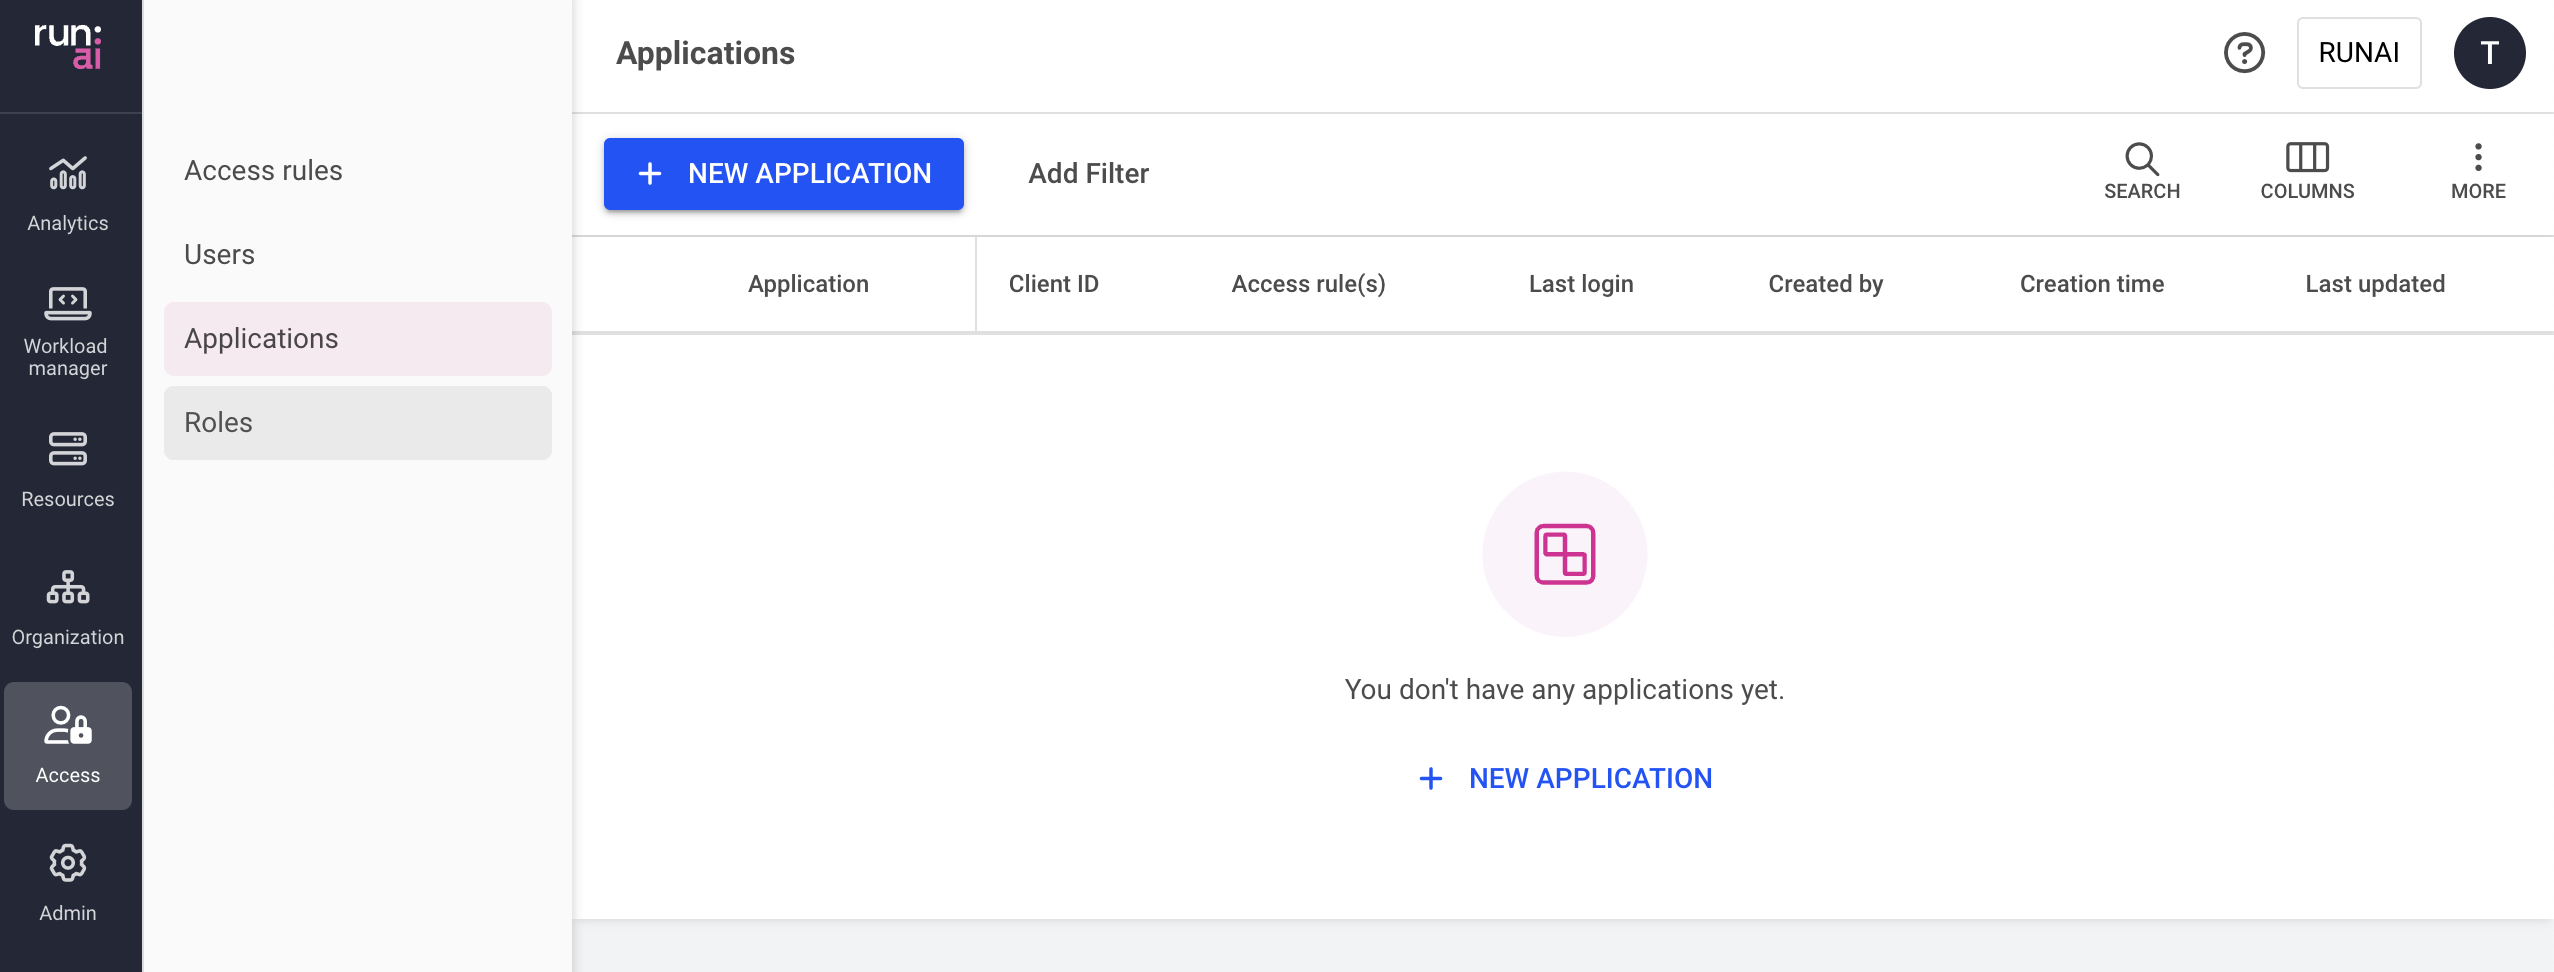 run:
ai
Analytics
Workload
manager
Resources
Organization
Access
Admin
Access rules
Users
Applications
Roles
Applications
RUNAI
T
NEW APPLICATION
Add Filter
SEARCH
COLUMNS
MORE
Application
Client ID
Access rule(s)
Last login
Created by
Creation time
Last updated
You don't have any applications yet.
NEW APPLICATION